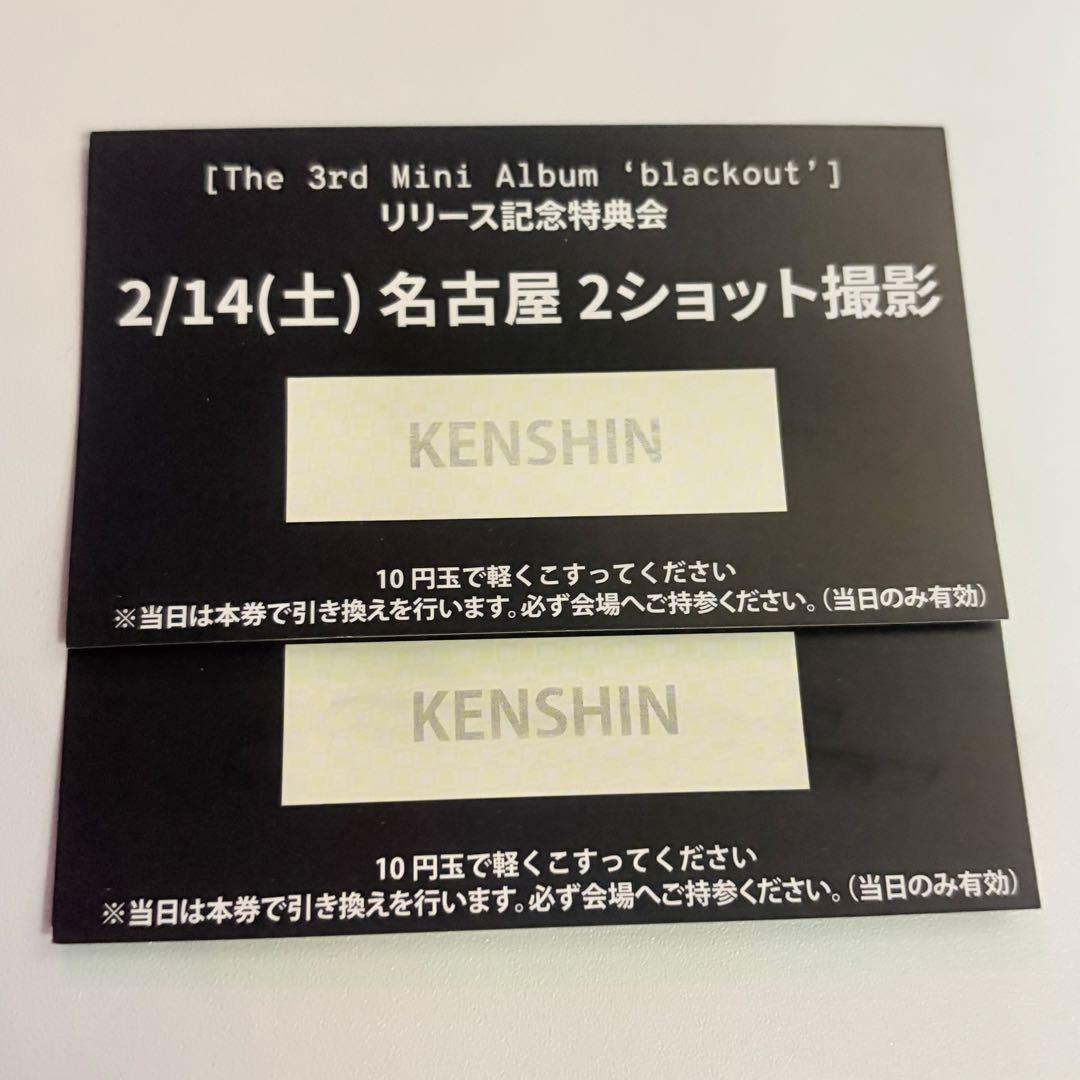 [The 3rd Mini Album ‘blackout’]
リリース記念特典会
2/14(土) 名古屋 2ショット撮影
KENSHIN
10円玉で軽くこすってください
※当日は本券で引き換えを行います。必ず会場へご持参ください。(当日のみ有効)
KENSHIN
10円玉で軽くこすってください
※当日は本券で引き換えを行います。必ず会場へご持参ください。(当日のみ有効)